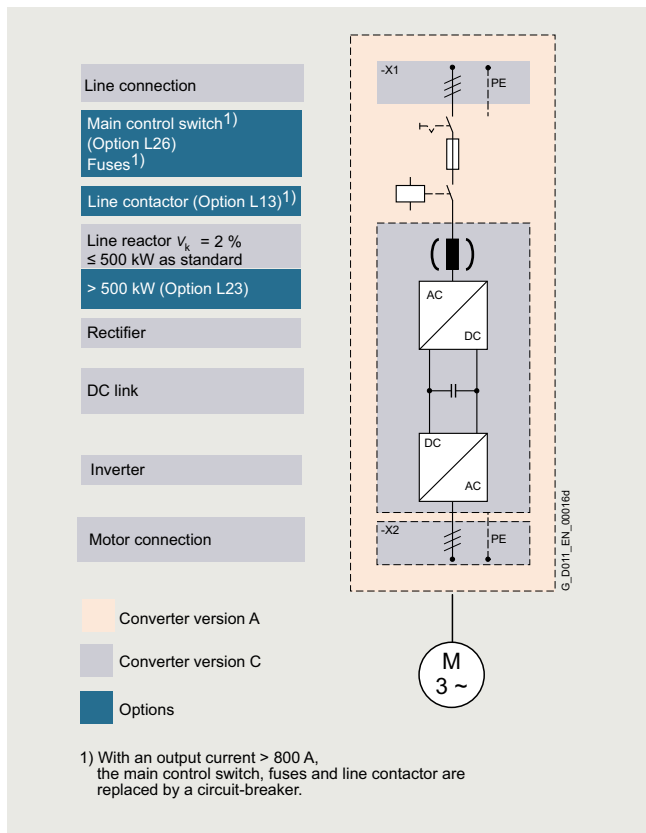 Line connection
Main control switch1)
(Option L26)
Fuses1)
Line contactor (Option L13)1)
Line reactor Vk = 2 %
≤ 500 kW as standard
> 500 kW (Option L23)
Rectifier
DC link
Inverter
Motor connection
-X1
PE
AC
DC
DC
AC
-X2
PE
G_D011_EN_00016d
M
3 ~
Converter version A
Converter version C
Options
1) With an output current > 800 A,
the main control switch, fuses and line contactor are
replaced by a circuit-breaker.